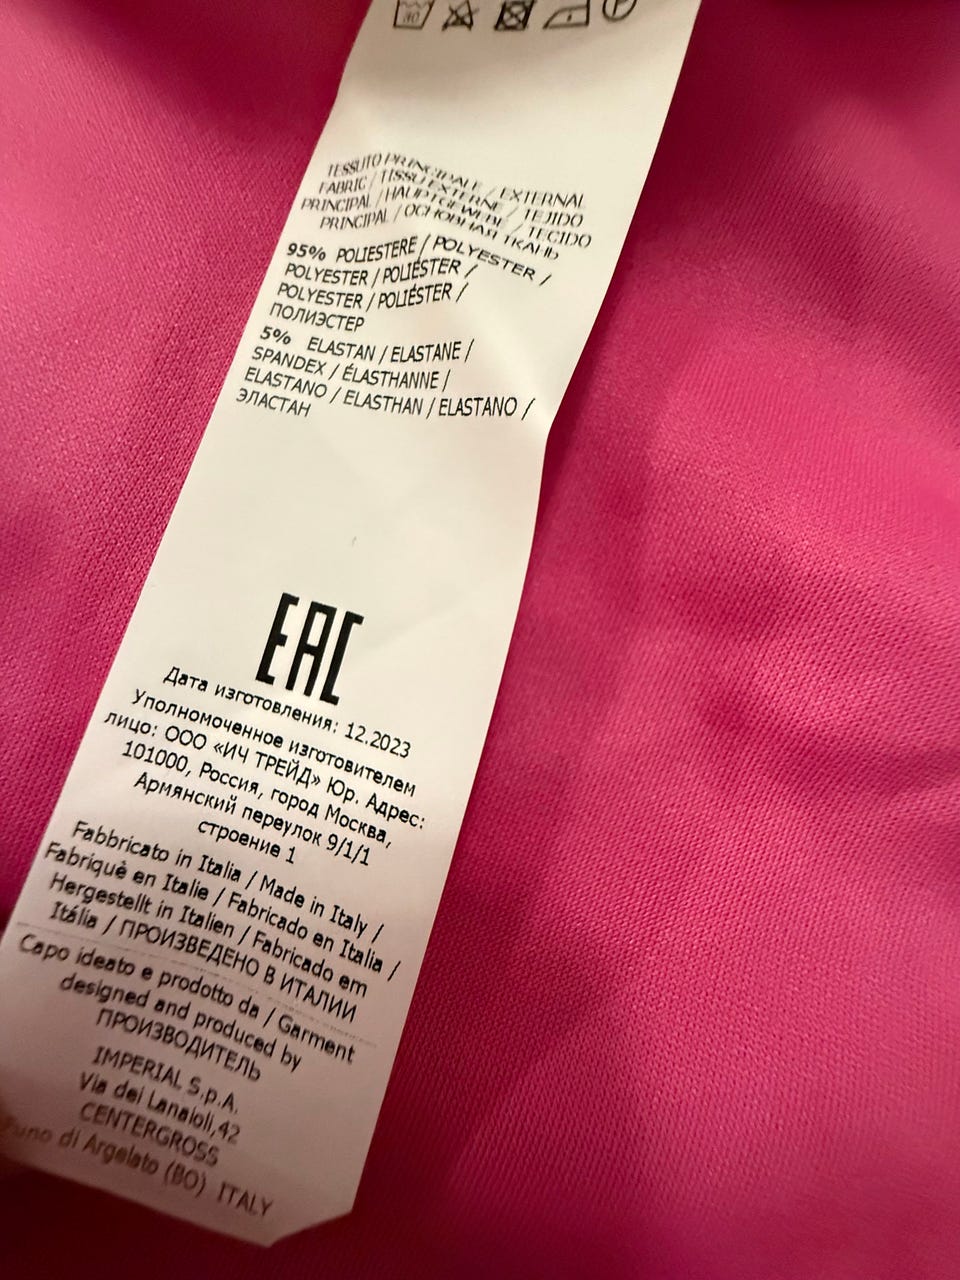 30
P
TESSUTO PRINCIPALE / EXTERNAL
FABRIC / TISSU EXTERNE / TEJIDO
PRINCIPAL / HAUPTGEWEBE / TECIDO
PRINCIPAL / ОСНОВНАЯ ТКАНЬ
95% POLIESTERE / POLYESTER /
POLYESTER / POLIÉSTER /
POLYESTER / POLIÉSTER /
ПОЛИЭСТЕР
5% ELASTAN / ELASTANE /
SPANDEX / ÉLASTHANNE /
ELASTANO / ELASTHAN / ELASTANO /
ЭЛАСТАН
EAC
Дата изготовления: 12.2023
Уполномоченное изготовителем
лицо: ООО «ИЧ ТРЕЙД» Юр. Адрес:
101000, Россия, город Москва,
Армянский переулок 9/1/1
строение 1
Fabbricato in Italia / Made in Italy /
Fabriquè en Italie / Fabricado en Italia /
Hergestellt in Italien / Fabricado em
Itália / ПРОИЗВЕДЕНО В ИТАЛИИ
Capo ideato e prodotto da / Garment
designed and produced by
ПРОИЗВОДИТЕЛЬ
IMPERIAL S.p.A.
Via dei Lanaioli,42
CENTERGROSS
di Argelato (BO) ITALY